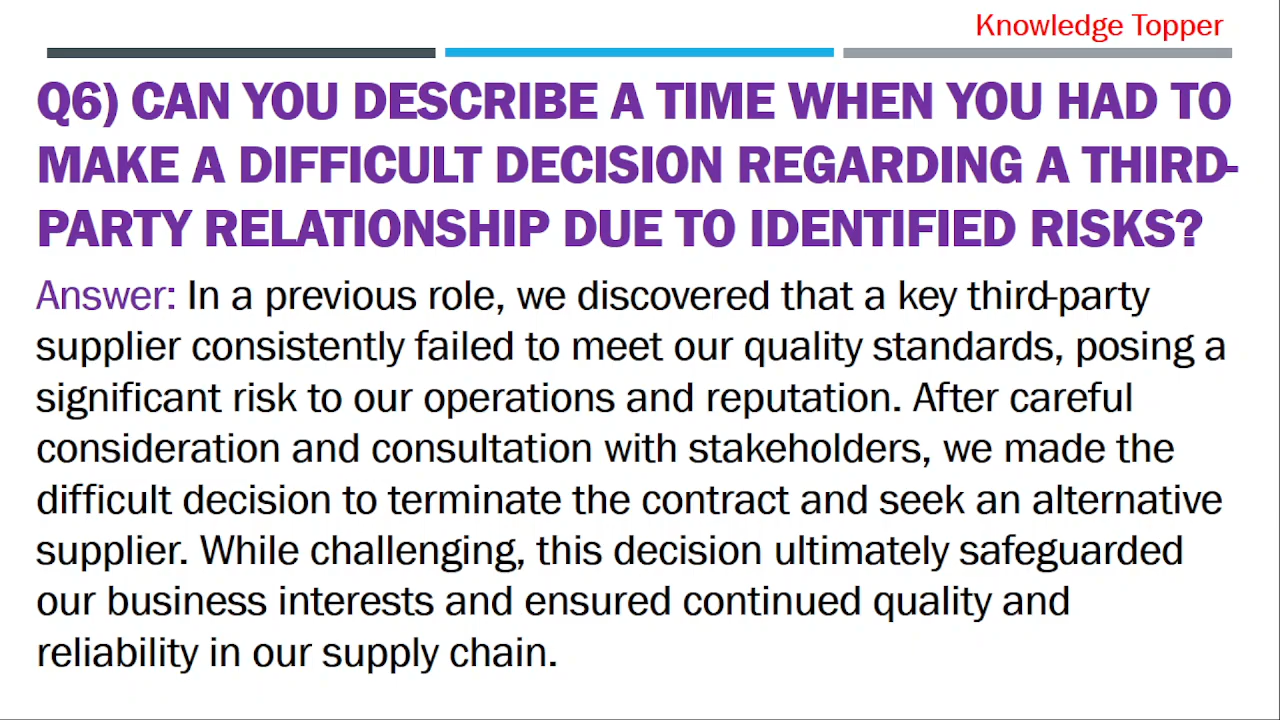 Knowledge Topper
Q6) CAN YOU DESCRIBE A TIME WHEN YOU HAD TO
MAKE A DIFFICULT DECISION REGARDING A THIRD-
PARTY RELATIONSHIP DUE TO IDENTIFIED RISKS?
Answer: In a previous role, we discovered that a key third-party
supplier consistently failed to meet our quality standards, posing a
significant risk to our operations and reputation. After careful
consideration and consultation with stakeholders, we made the
difficult decision to terminate the contract and seek an alternative
supplier. While challenging, this decision ultimately safeguarded
our business interests and ensured continued quality and
reliability in our supply chain.